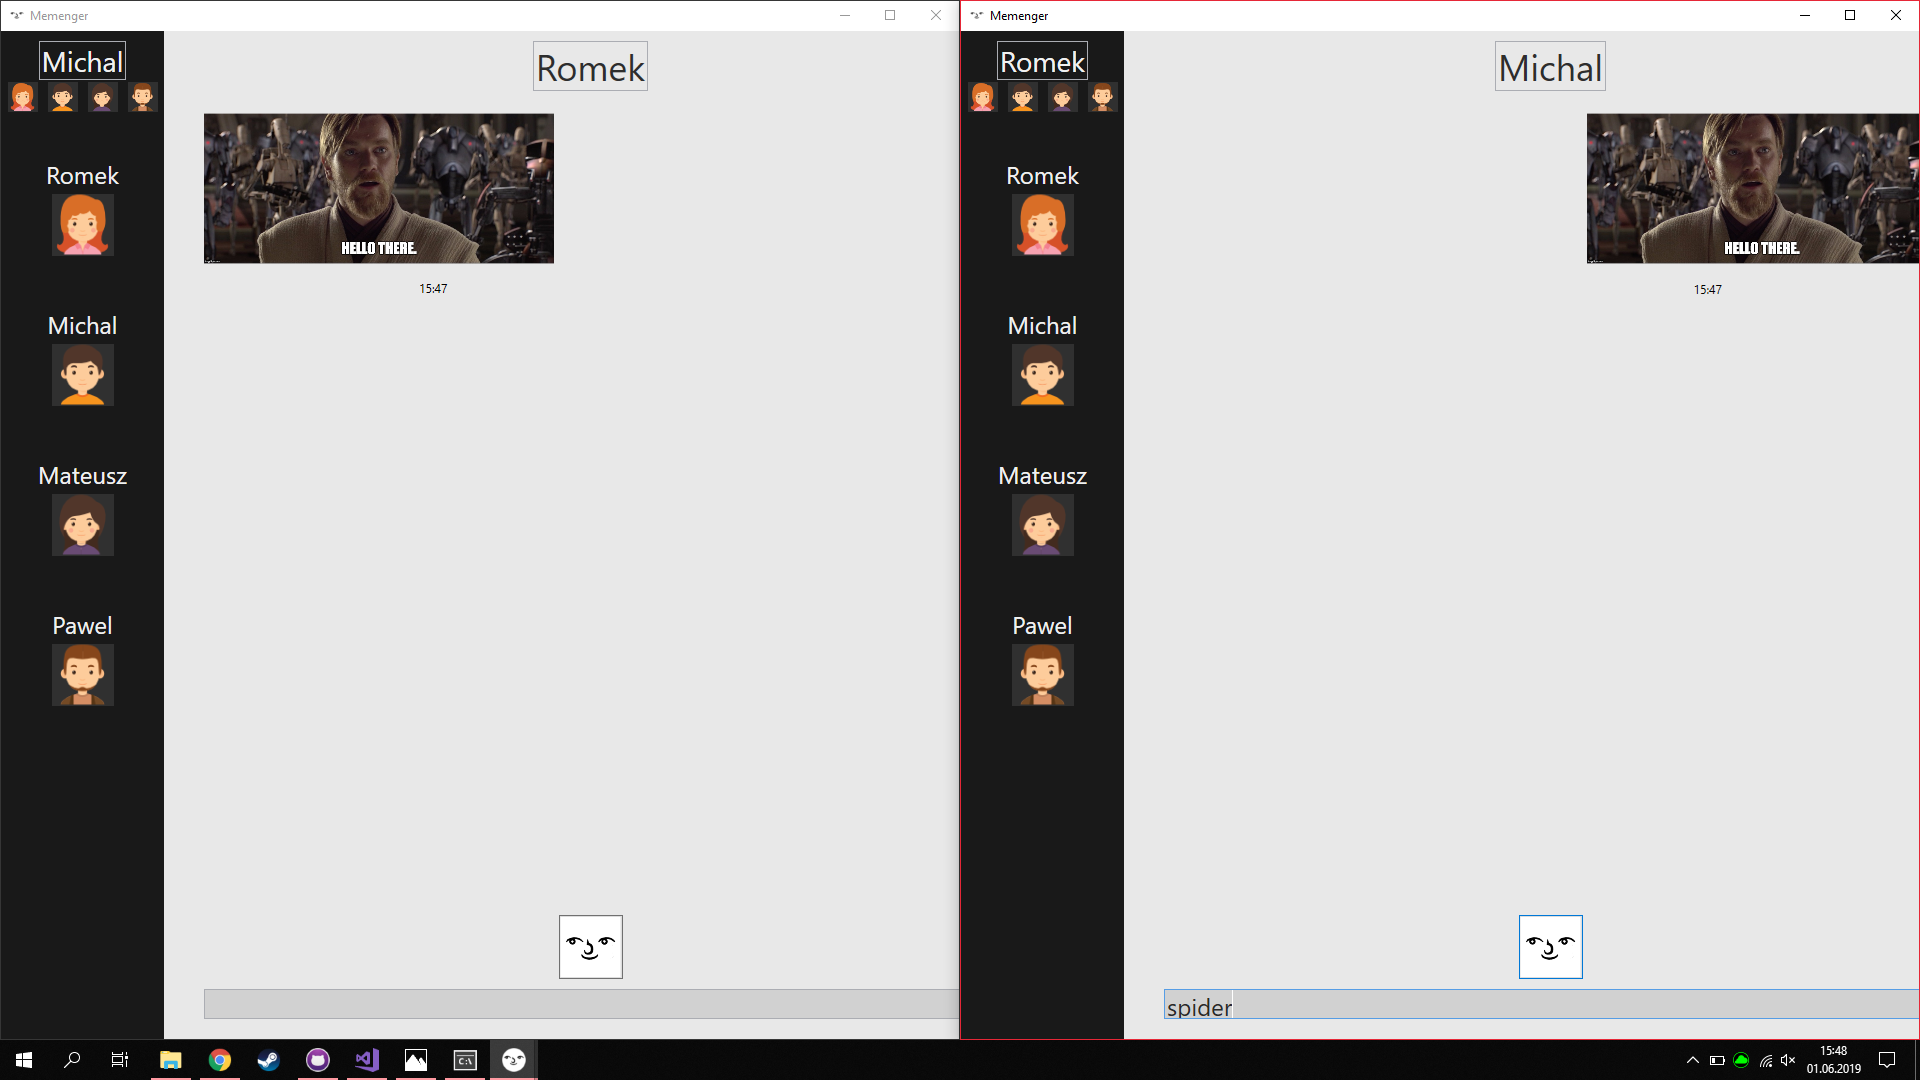 Memenger
Michal
Romek
Romek
HELLO THERE.
15:47
Michal
Mateusz
Pawel
Memenger
Romek
Michal
Romek
HELLO THERE.
15:47
Michal
Mateusz
Pawel
spider
C:\
15:48
01.06.2019